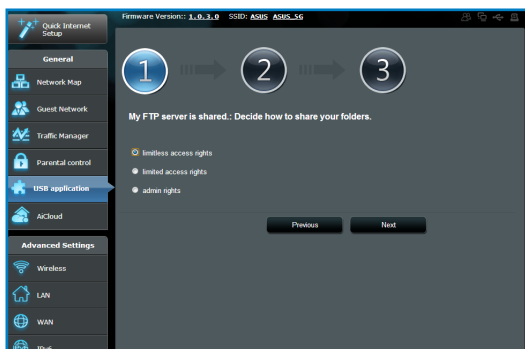 Quick Internet
Setup
Firmware Version:: 1.0.3.0 SSID: ASUS ASUS_5G
General
Network Map
Guest Network
Traffic Manager
Parental control
USB application
AiCloud
Advanced Settings
Wireless
LAN
WAN
IPv6
1
2
3
My FTP server is shared.: Decide how to share your folders.
limitless access rights
limited access rights
admin rights
Previous
Next